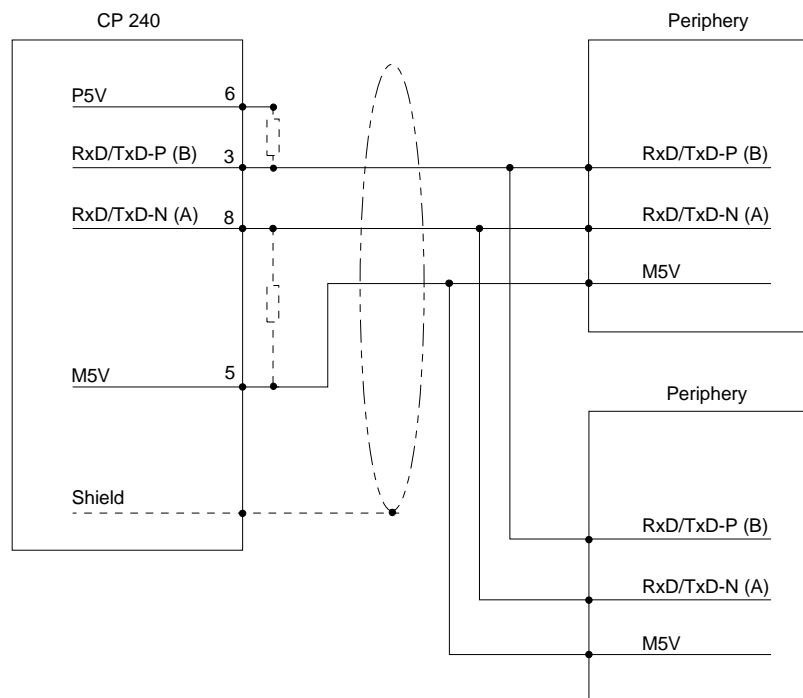 CP 240
Periphery
P5V
6
RxD/TxD-P (B)
3
RxD/TxD-P (B)
RxD/TxD-N (A)
8
RxD/TxD-N (A)
M5V
M5V
5
Periphery
Shield
RxD/TxD-P (B)
RxD/TxD-N (A)
M5V